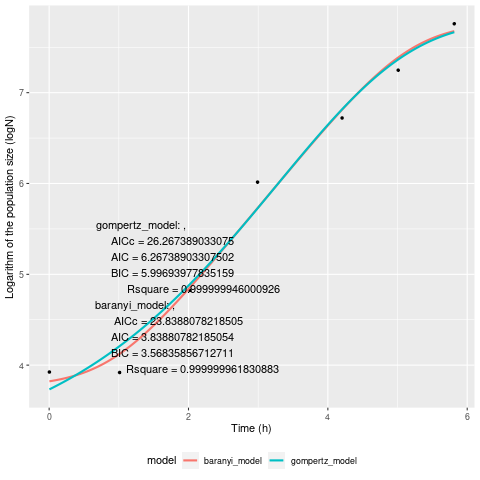 7
6
5
4
Logarithm of the population size (logN)
gompertz_model: ,
AICc = 26.267389033075
AIC = 6.26738903307502
BIC = 5.99693977835159
Rsquare = 0.999999946000926
baranyi_model: ,
AICc = 23.8388078218505
AIC = 3.83880782185054
BIC = 3.56835856712711
Rsquare = 0.999999961830883
0 2 4 6
Time (h)
model baranyi_model gompertz_model